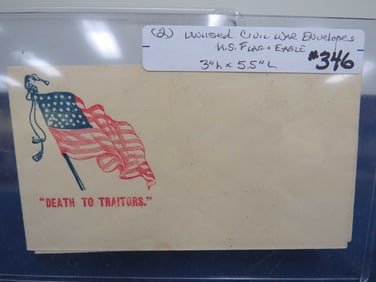 (2) Unused Civil War Envelopes
U.S. Flag + Eagle
3"h x 5.5" L
#346
"DEATH TO TRAITORS."